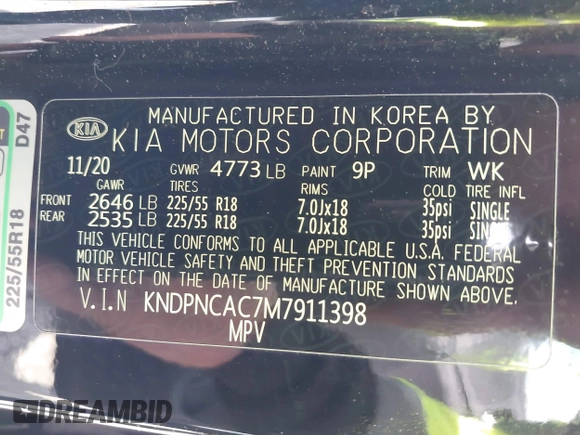 KIA
MANUFACTURED IN KOREA BY
KIA MOTORS CORPORATION
11/20 GVWR 4773 LB PAINT 9P TRIM WK
GAWR TIRES RIMS COLD TIRE INFL
FRONT 2646 LB 225/55 R18 7.0Jx18 35psi SINGLE
REAR 2535 LB 225/55 R18 7.0Jx18 35psi
THIS VEHICLE CONFORMS TO ALL APPLICABLE U.S.A. FEDERAL
MOTOR VEHICLE SAFETY AND THEFT PREVENTION STANDARDS
IN EFFECT ON THE DATE OF MANUFACTURE SHOWN ABOVE.
V.I.N KNDPNCAC7M7911398
MPV
D47
225/55R18
DREAMBID